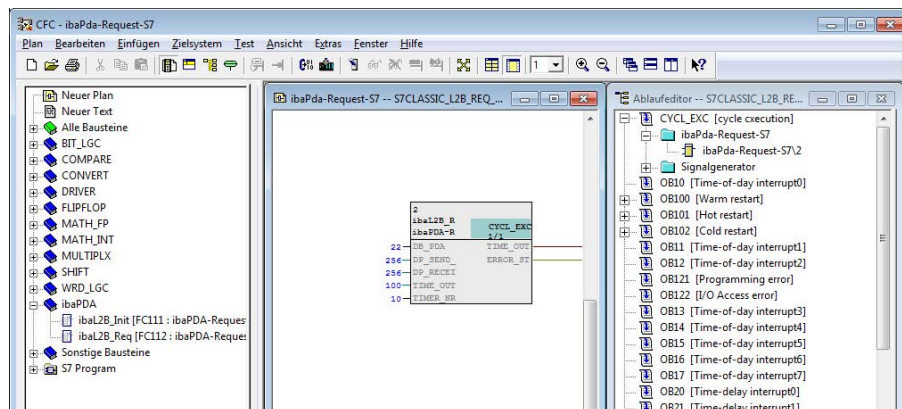 CFC - ibaPda-Request-S7
Plan Bearbeiten Einfügen Zielsystem Test Ansicht Extras Fenster Hilfe
1
Neuer Plan
Neuer Text
Alle Bausteine
BIT_LGC
COMPARE
CONVERT
DRIVER
FLIPFLOP
MATH_FP
MATH_INT
MULTIPLX
SHIFT
WRD_LGC
ibaPDA
ibaL2B_Init [FC111 : ibaPDA-Reques
ibaL2B_Req [FC112 : ibaPDA-Reques
Sonstige Bausteine
S7 Program
ibaPda-Request-S7 -- S7CLASSIC_L2B_REQ_...
2
ibaL2B_R
ibaPDA-R
CYCL_EXC
1/1
22 DB_PDA TIME_OUT
256 DP_SEND_ ERROR_ST
256 DP_RECEI
100 TIME_OUT
10 TIMER_NR
Ablaufeditor -- S7CLASSIC_L2B_RE...
CYCL_EXC [cycle execution]
ibaPda-Request-S7
ibaPda-Request-S7\2
Signalgenerator
OB10 [Time-of-day interrupt0]
OB100 [Warm restart]
OB101 [Hot restart]
OB102 [Cold restart]
OB11 [Time-of-day interrupt1]
OB12 [Time-of-day interrupt2]
OB121 [Programming error]
OB122 [I/O Access error]
OB13 [Time-of-day interrupt3]
OB14 [Time-of-day interrupt4]
OB15 [Time-of-day interrupt5]
OB16 [Time-of-day interrupt6]
OB17 [Time-of-day interrupt7]
OB20 [Time-delay interrupt0]
OB21 [Time-delay interrupt1]